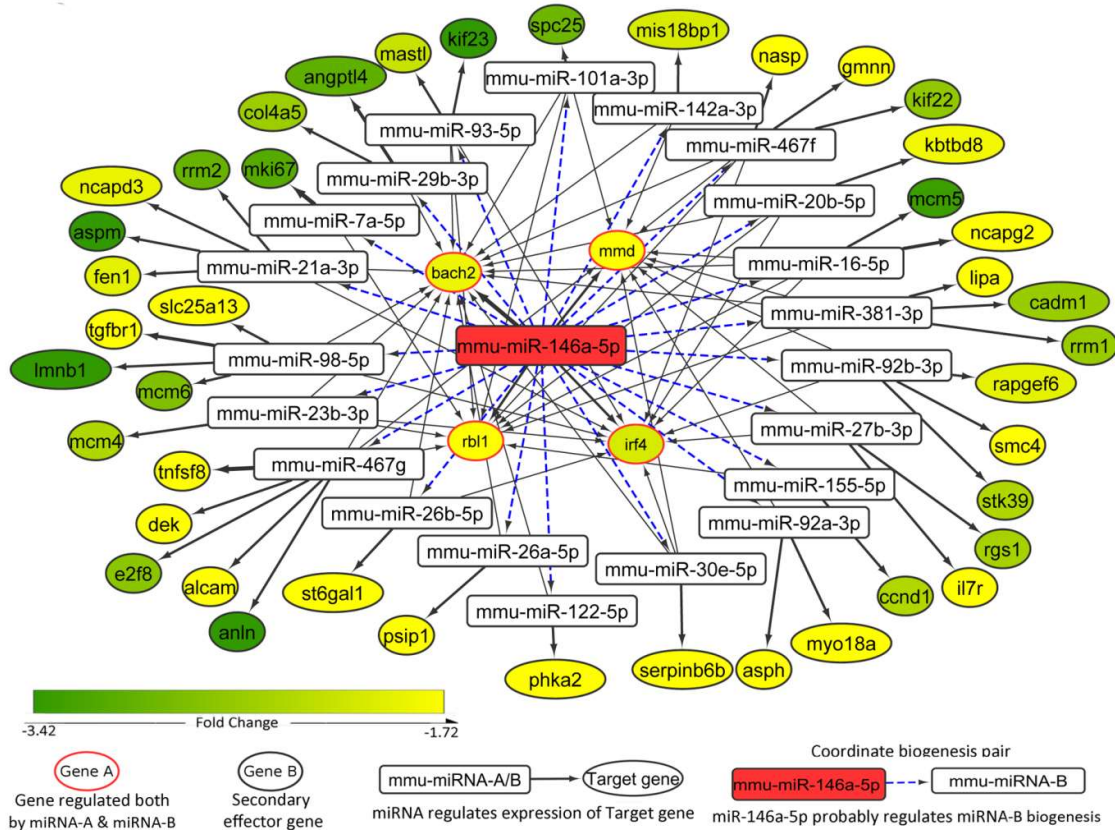 spc25
mis18bp1
kif23
mastl
nasp
gmnn
angptl4
mmu-miR-101a-3p
kif22
col4a5
mmu-miR-142a-3p
mmu-miR-93-5p
mmu-miR-467f
kbtbd8
rrm2
mki67
mmu-miR-29b-3p
ncapd3
mmu-miR-20b-5p
mcm5
mmu-miR-7a-5p
aspm
ncapg2
mmd
mmu-miR-21a-3p
bach2
mmu-miR-16-5p
fen1
lipa
slc25a13
cadm1
mmu-miR-381-3p
tgfbr1
mmu-miR-146a-5p
rrm1
mmu-miR-98-5p
lmnb1
mmu-miR-92b-3p
rapgef6
mcm6
mmu-miR-23b-3p
mcm4
mmu-miR-27b-3p
rbl1
irf4
smc4
mmu-miR-467g
tnfsf8
mmu-miR-155-5p
stk39
mmu-miR-26b-5p
dek
mmu-miR-92a-3p
mmu-miR-26a-5p
rgs1
e2f8
mmu-miR-30e-5p
alcam
st6gal1
il7r
ccnd1
mmu-miR-122-5p
anln
psip1
myo18a
phka2
serpinb6b
asph
-3.42
Fold Change
-1.72
Gene A
Gene regulated both
by miRNA-A & miRNA-B
Gene B
Secondary
effector gene
mmu-miRNA-A/B
Target gene
miRNA regulates expression of Target gene
Coordinate biogenesis pair
mmu-miR-146a-5p
mmu-miRNA-B
miR-146a-5p probably regulates miRNA-B biogenesis